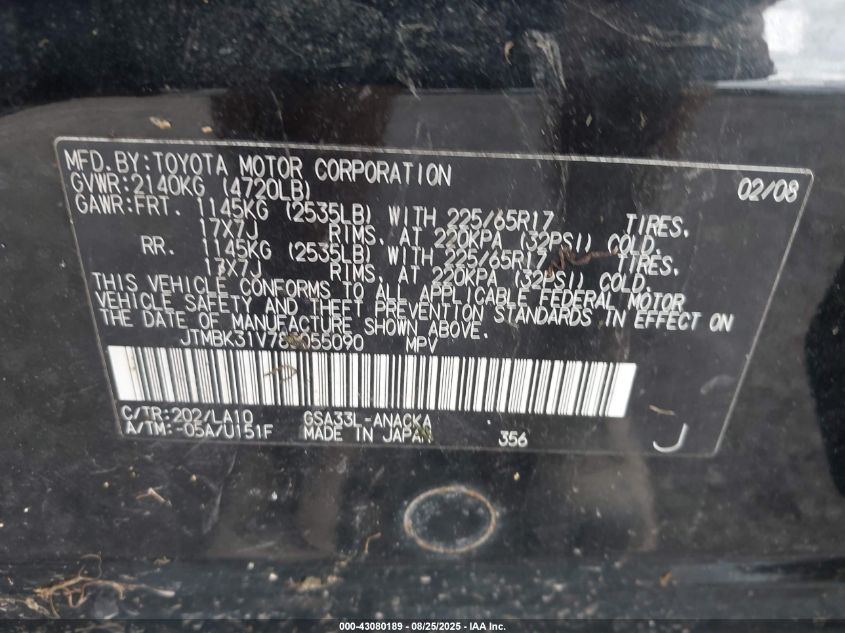 MFD.BY:TOYOTA MOTOR CORPORATION 02/08
GVWR:2140KG (4720LB)
GAWR:FRT. 1145KG (2535LB) WITH 225/65R17 TIRES.
17X7J RIMS, AT 220KPA (32PSI) COLD.
RR. 1145KG (2535LB) WITH 225/65R17 TIRES.
17X7J RIMS, AT 220KPA (32PSI) COLD.
THIS VEHICLE CONFORMS TO ALL APPLICABLE FEDERAL MOTOR
VEHICLE SAFETY AND THEFT PREVENTION STANDARDS IN EFFECT ON
THE DATE OF MANUFACTURE SHOWN ABOVE.
MPV
C/TR:202/LA10 GSA33L-ANACKA
A/TM:-05A/U151F MADE IN JAPAN 356 J
000-43080189 - 08/25/2025 - IAA Inc.